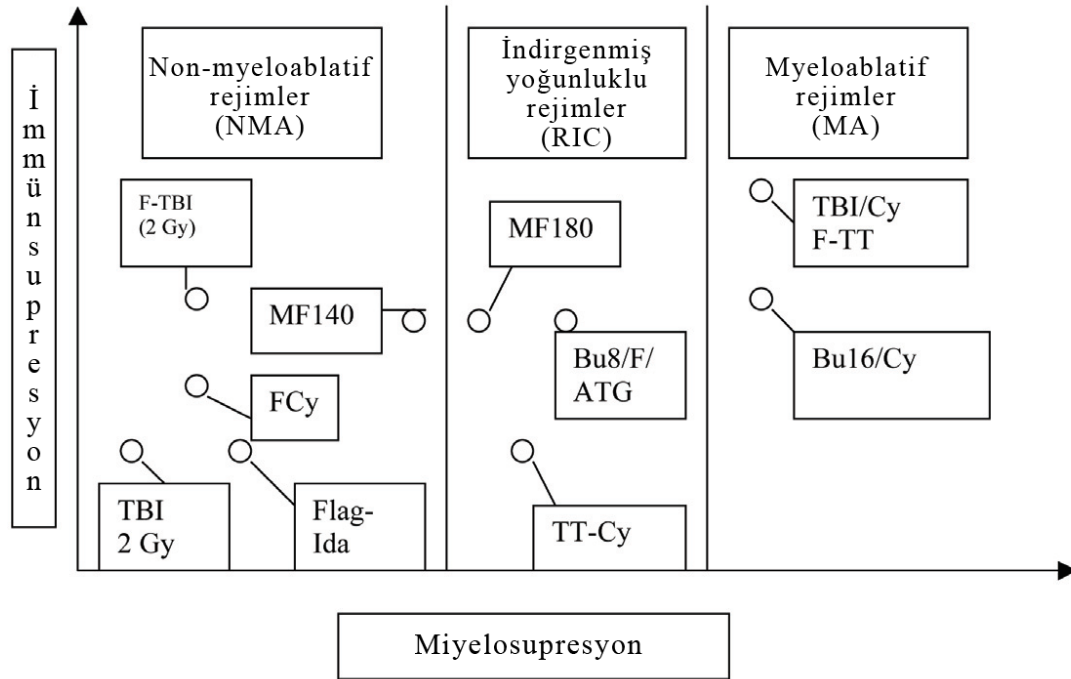 İmmünsupresyon
Non-myeloablatif
rejimler
(NMA)
İndirgenmiş
yoğunluklu
rejimler
(RIC)
Myeloablatif
rejimler
(MA)
F-TBI
(2 Gy)
MF140
FCy
TBI
2 Gy
Flag-
Ida
MF180
Bu8/F/
ATG
TT-Cy
TBI/Cy
F-TT
Bu16/Cy
Miyelosupresyon